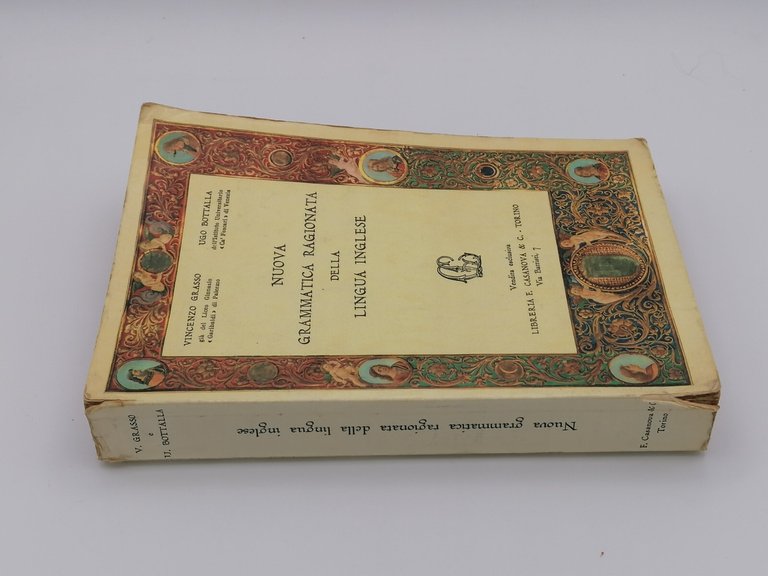 VINCENZO GRASSO
già del Liceo Ginnasio
«Garibaldi» di Palermo
UGO BOTTALLA
dell'Istituto Universitario
«Ca' Foscari» di Venezia
NUOVA
GRAMMATICA RAGIONATA
DELLA
LINGUA INGLESE
Vendita esclusiva
LIBRERIA F. CASANOVA & C. - TORINO
Via Barbati, 7
V. GRASSO
e
U. BOTTALLA
Nuova grammatica ragionata della lingua inglese
F. Casanova & C.
Torino